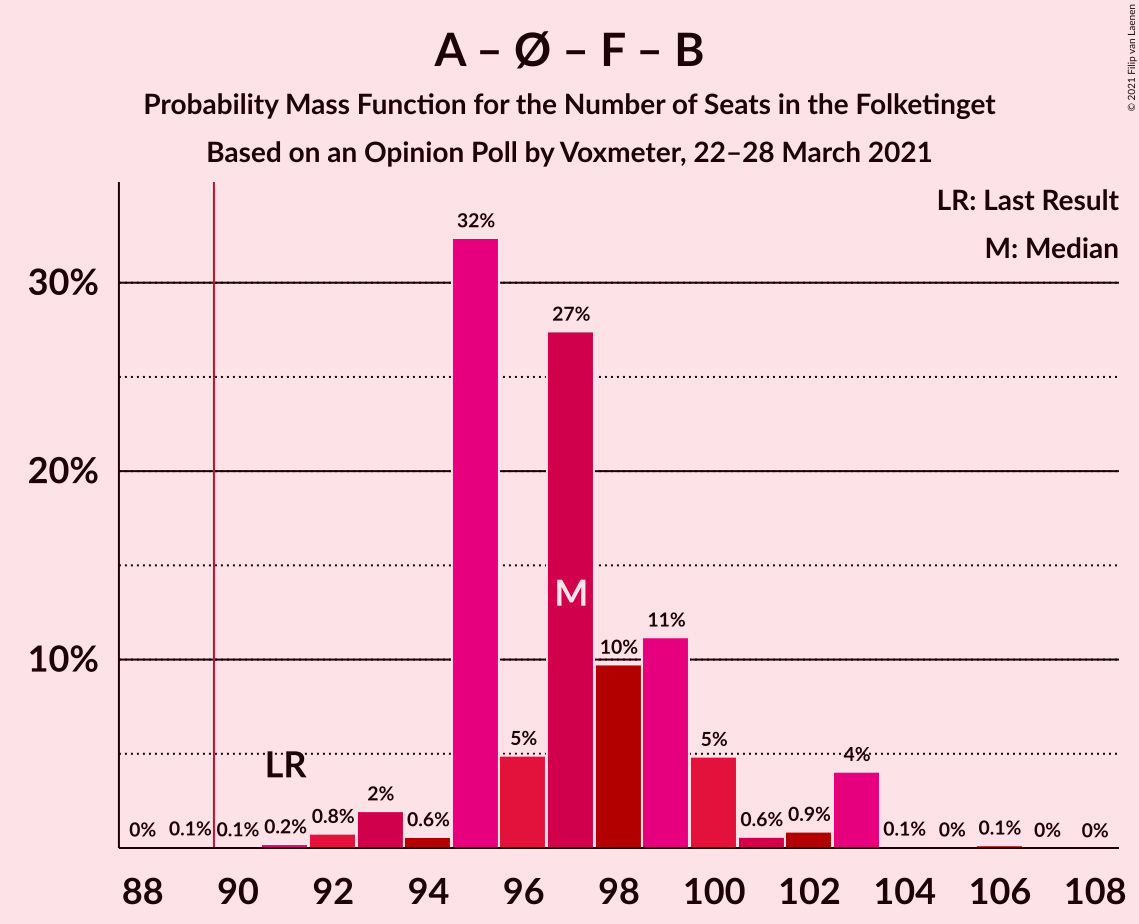 A – Ø – F – B
Probability Mass Function for the Number of Seats in the Folketinget
Based on an Opinion Poll by Voxmeter, 22–28 March 2021
© 2021 Filip van Laenen
LR: Last Result
M: Median
30%
20%
10%
0% 0.1% 0.1% 0.2% 0.8% 2% 0.6% 32% 5% 27% 10% 11% 5% 0.6% 0.9% 4% 0.1% 0% 0.1% 0% 0%
LR
M
88 90 92 94 96 98 100 102 104 106 108